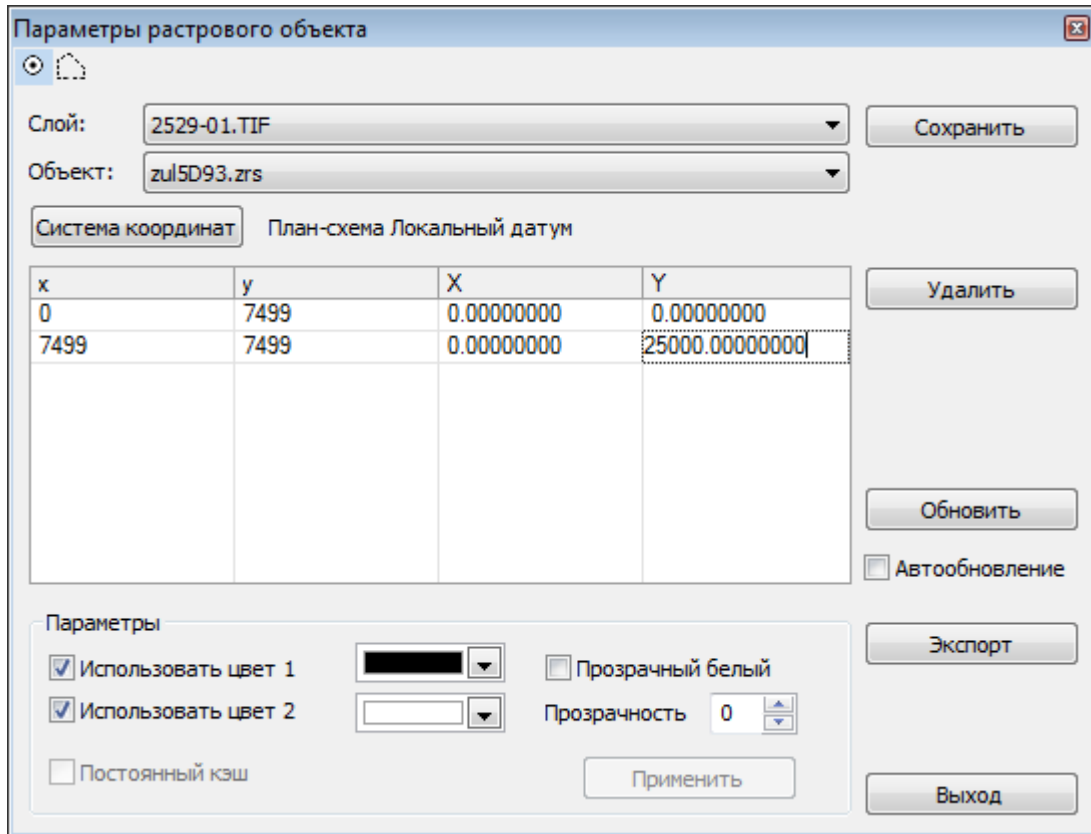 Параметры растрового объекта
Слой: 2529-01.TIF Сохранить
Объект: zul5D93.zrs
Система координат План-схема Локальный датум
x y X Y Удалить
0 7499 0.00000000 0.00000000
7499 7499 0.00000000 25000.00000000
Обновить
Автообновление
Параметры
Экспорт
Использовать цвет 1 Прозрачный белый
Использовать цвет 2 Прозрачность 0
Постоянный кэш Применить
Выход